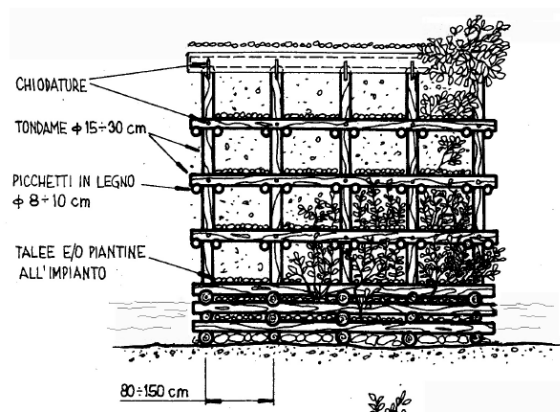 CHIODATURE
TONDAME ϕ 15÷30 cm
PICCHETTI IN LEGNO
ϕ 8÷10 cm
TALEE E/O PIANTINE
ALL'IMPIANTO
80÷150 cm